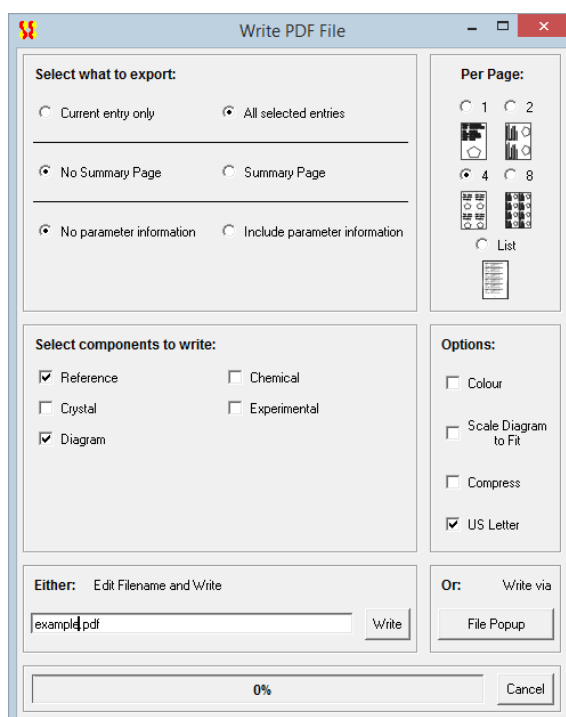 Write PDF File
Select what to export:
Current entry only
All selected entries
No Summary Page
Summary Page
No parameter information
Include parameter information
Per Page:
1
2
4
8
List
Select components to write:
Reference
Chemical
Crystal
Experimental
Diagram
Options:
Colour
Scale Diagram
to Fit
Compress
US Letter
Either: Edit Filename and Write
example.pdf
Write
Or: Write via
File Popup
0%
Cancel